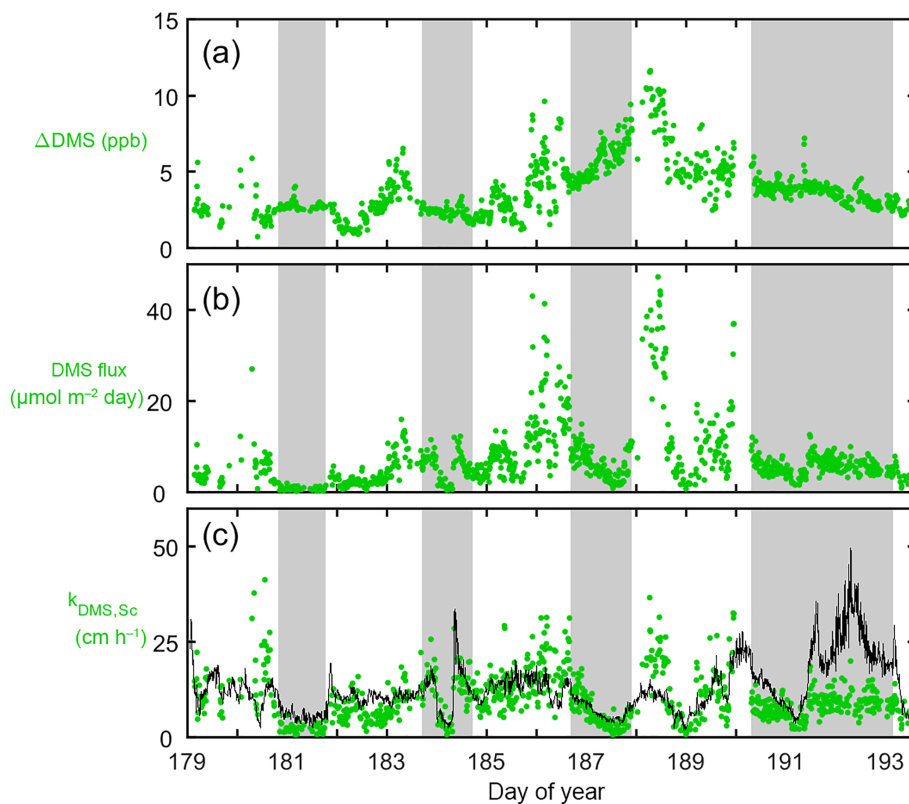 (a)
15
10
5
0
ΔDMS (ppb)
(b)
40
20
0
DMS flux
(µmol m⁻² day)
(c)
50
25
0
k_DMS,Sc
(cm h⁻¹)
179 181 183 185 187 189 191 193
Day of year